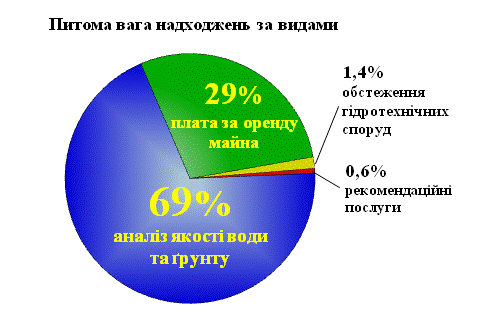 Питома вага надходжень за видами
29%
плата за оренду
майна
1,4%
обстеження
гідротехнічних
споруд
0,6%
рекомендаційні
послуги
69%
аналіз якості води
та ґрунту